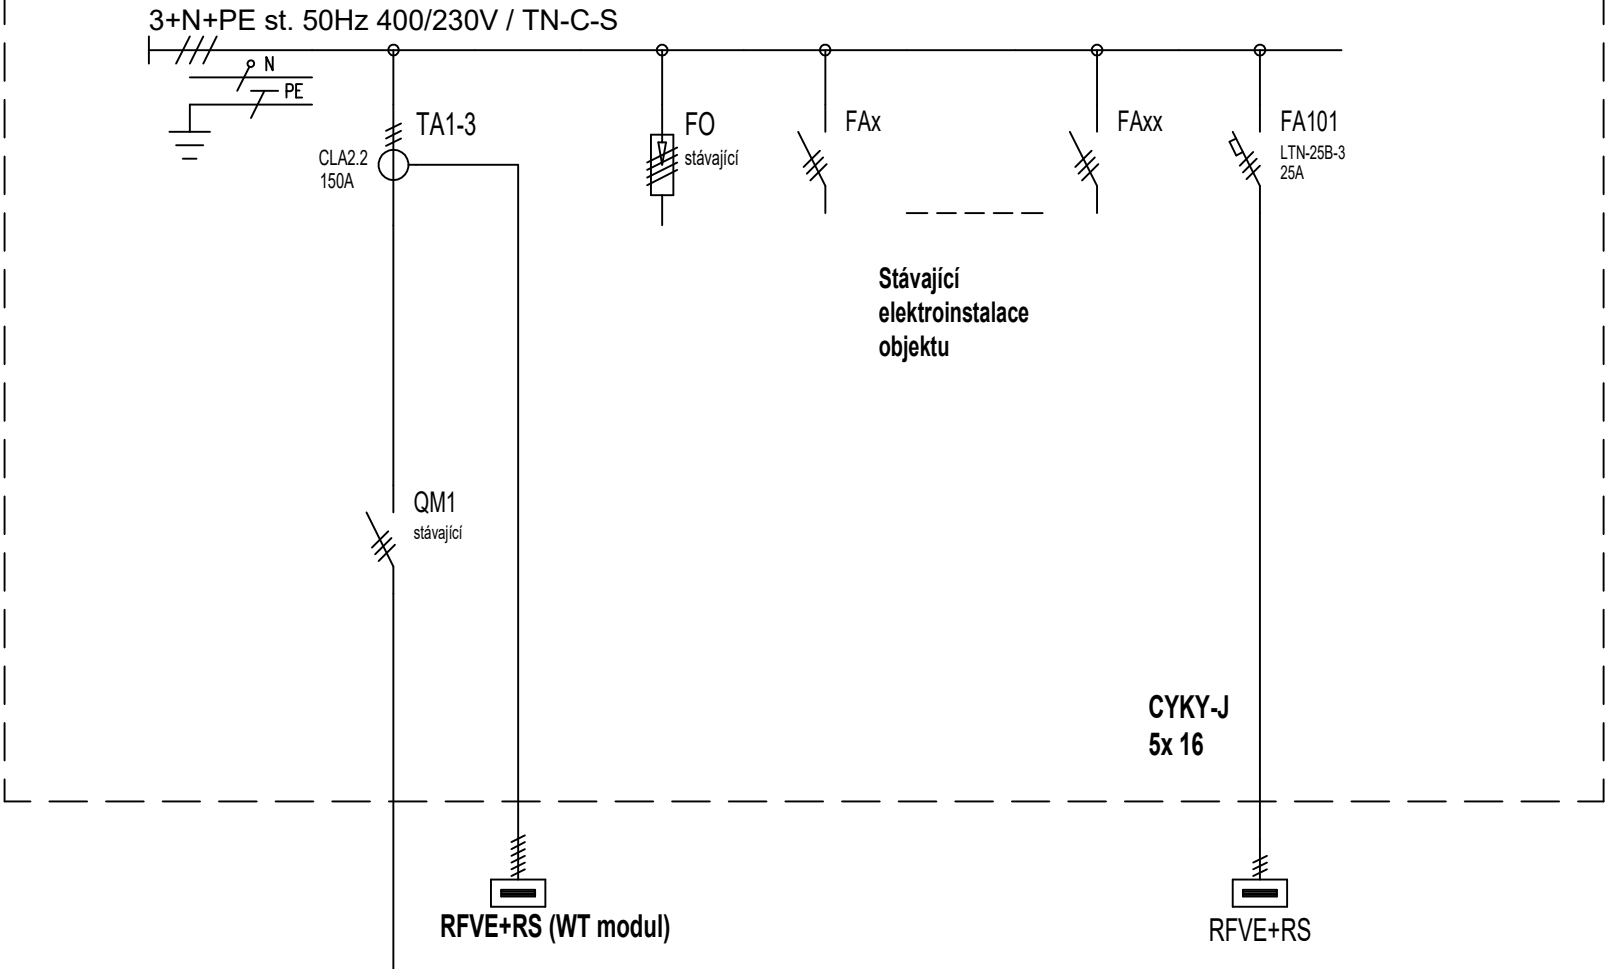 3+N+PE st. 50Hz 400/230V / TN-C-S
N
PE
TA1-3
CLA2.2
150A
FO
stávající
FAx
FAxx
FA101
LTN-25B-3
25A
Stávající
elektroinstalace
objektu
QM1
stávající
CYKY-J
5x 16
RFVE+RS (WT modul)
RFVE+RS